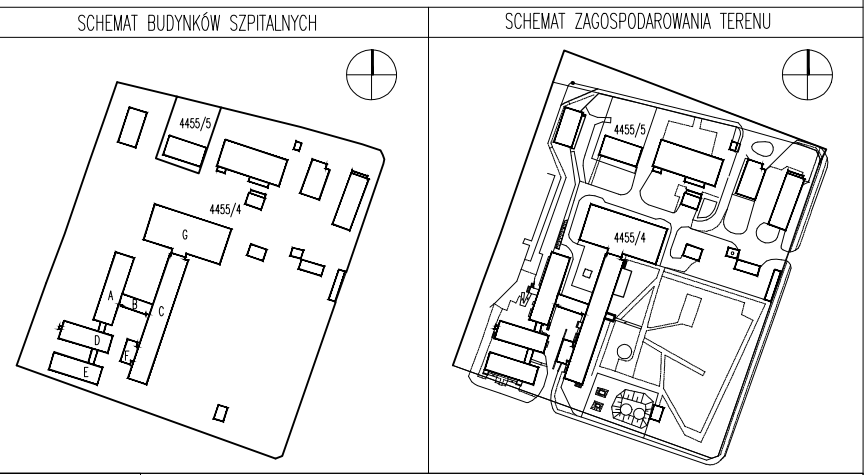 SCHEMAT BUDYNKÓW SZPITALNYCH
4455/5
4455/4
G
A
B
C
D
F
E
SCHEMAT ZAGOSPODAROWANIA TERENU
4455/5
4455/4